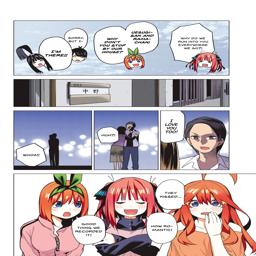 I'M
THERE!!
SORRY,
BUT I-
WHY
DON'T
YOU STOP
BY OUR
HOUSE?
UESUGI-
SAN AND
RAIHA-
CHAN!
WHY DO WE
RUN INTO YOU
EVERYWHERE
WE GO?
中野
WHOA!!
HUH?
I
LOVE
YOU
TOO!
GOOD
THING WE
RECORDED
IT!
HOW RO-
MANTIC!
THEY
KISSED...